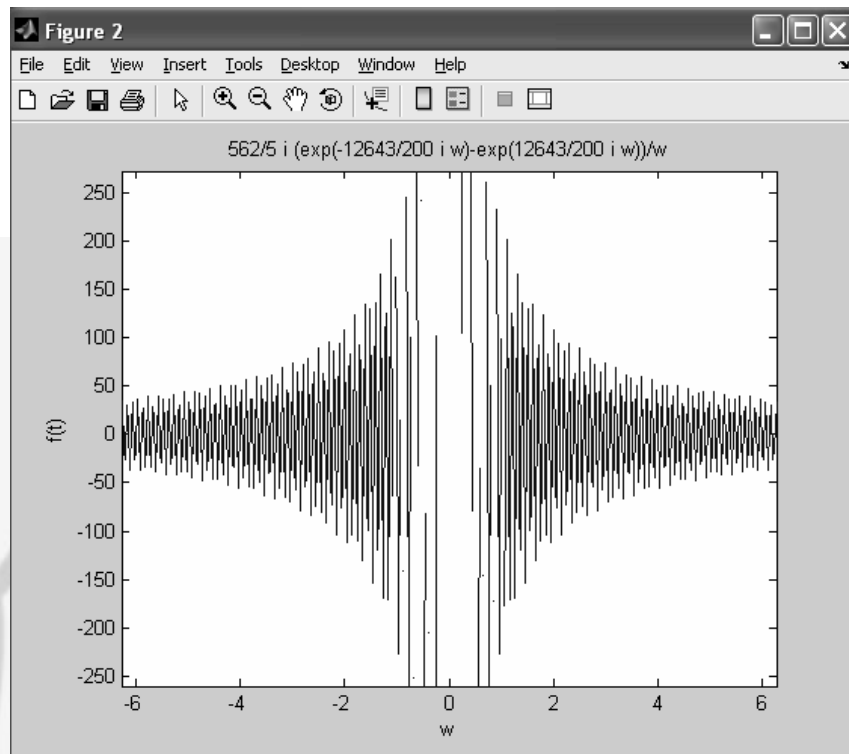 Figure 2
File Edit View Insert Tools Desktop Window Help
562/5 i (exp(-12643/200 i w)-exp(12643/200 i w))/w
250
200
150
100
50
0
-50
-100
-150
-200
-250
f(t)
-6 -4 -2 0 2 4 6
w